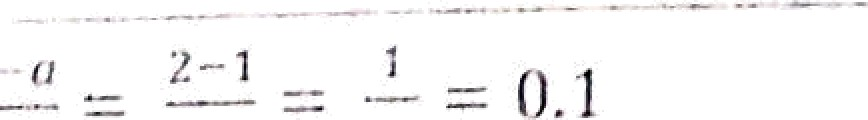 -a = 2-1 = 1 = 0.1